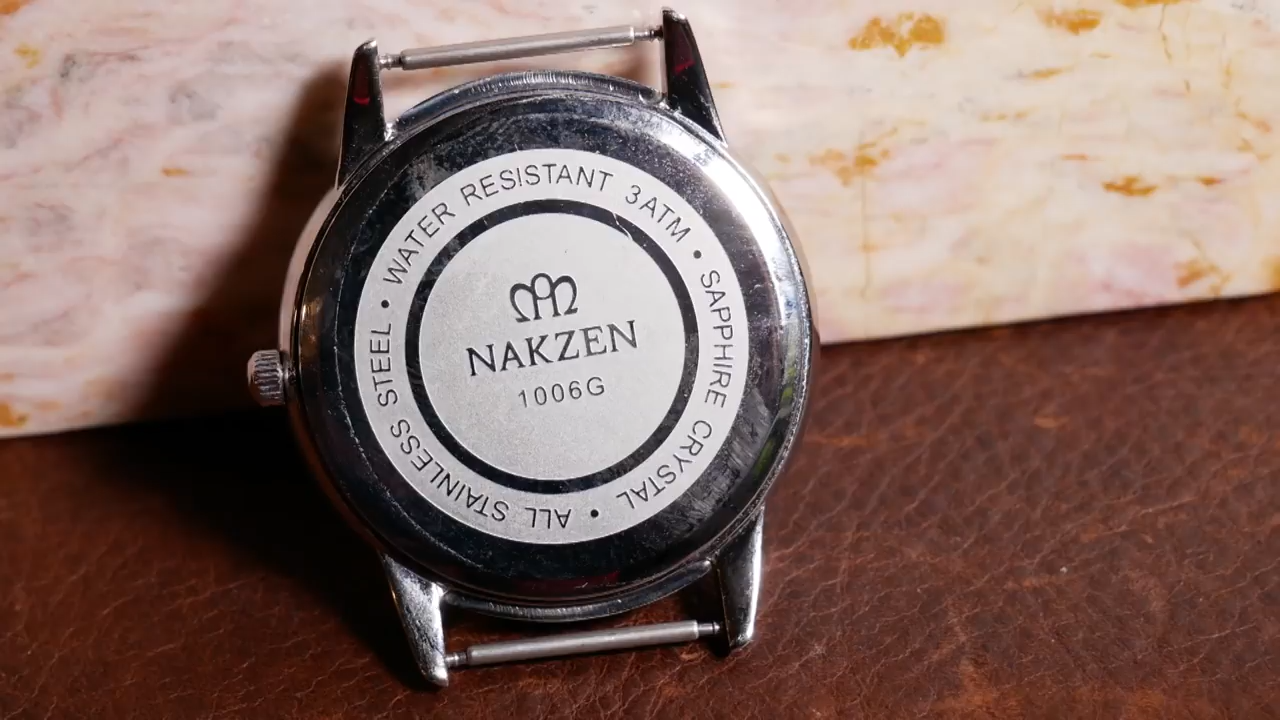 WATER RESISTANT 3ATM • SAPPHIRE CRYSTAL • ALL STAINLESS STEEL •
NAKZEN
1006G